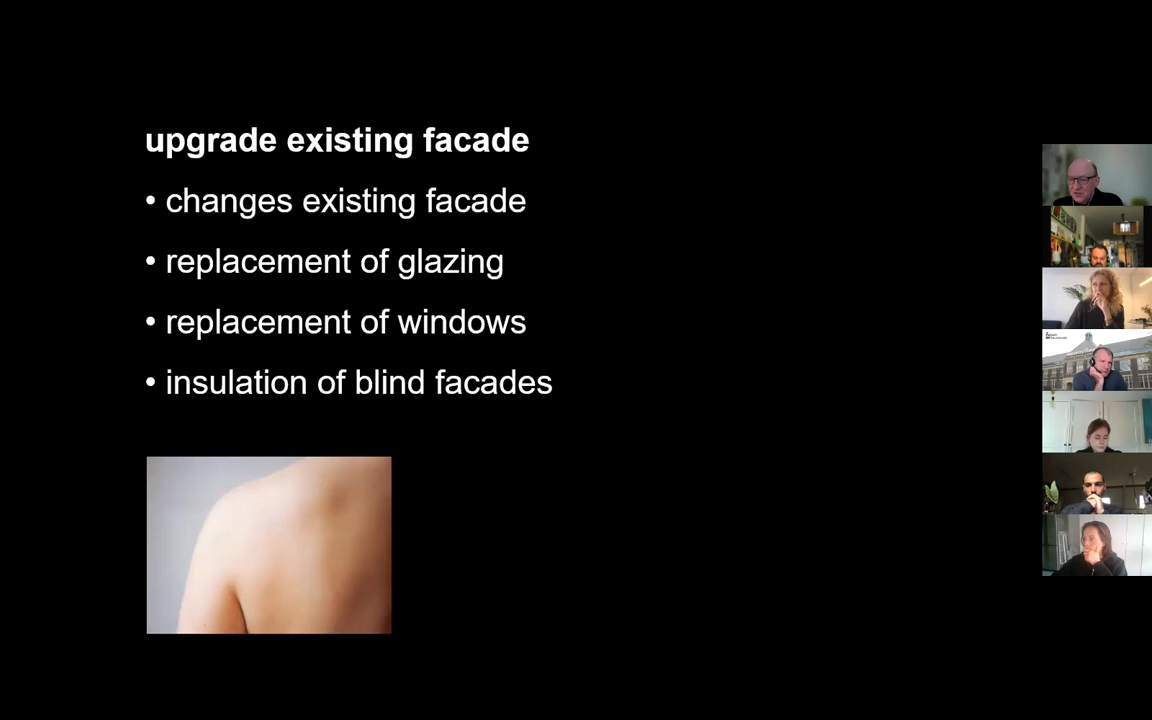 upgrade existing facade
• changes existing facade
• replacement of glazing
• replacement of windows
• insulation of blind facades